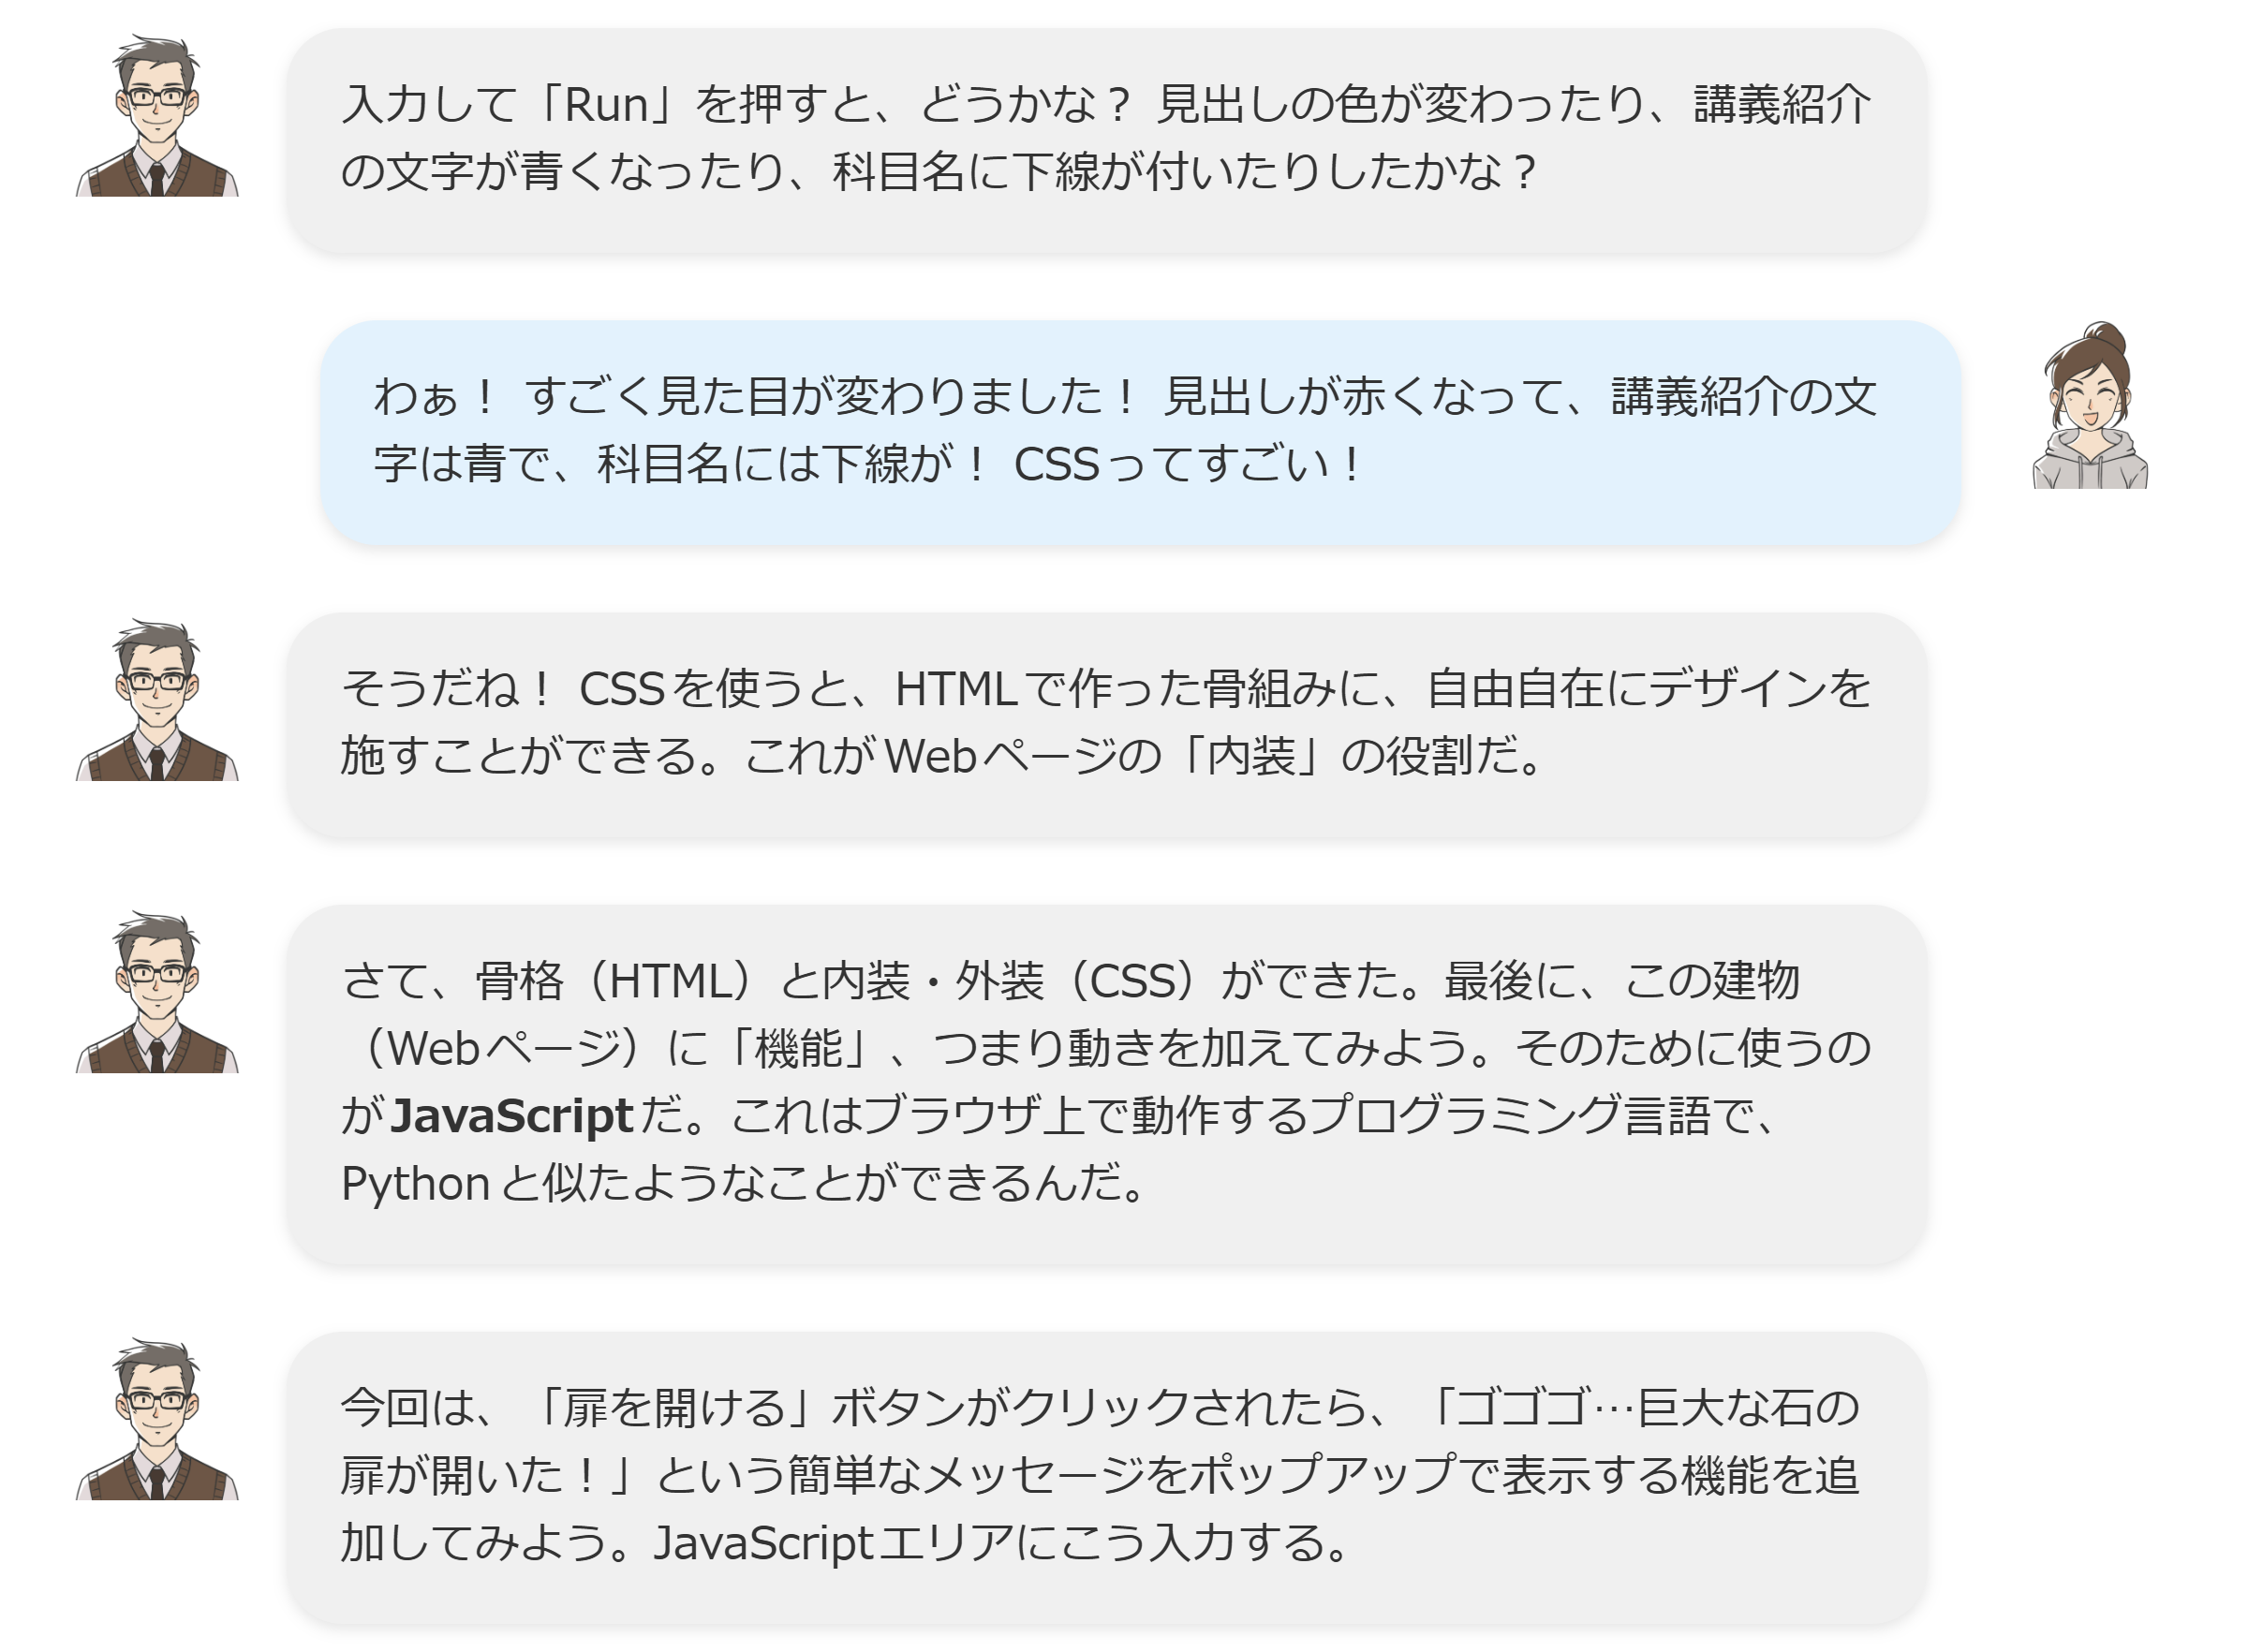 入力して「Run」を押すと、どうかな？ 見出しの色が変わったり、講義紹介
の文字が青くなったり、科目名に下線が付いたりしたかな？
わぁ！ すごく見た目が変わりました！ 見出しが赤くなって、講義紹介の文
字は青で、科目名には下線が！ CSSってすごい！
そうだね！ CSSを使うと、HTMLで作った骨組みに、自由自在にデザインを
施すことができる。これがWebページの「内装」の役割だ。
さて、骨格（HTML）と内装・外装（CSS）ができた。最後に、この建物
（Webページ）に「機能」、つまり動きを加えてみよう。そのために使うの
がJavaScriptだ。これはブラウザ上で動作するプログラミング言語で、
Pythonと似たようなことができるんだ。
今回は、「扉を開ける」ボタンがクリックされたら、「ゴゴゴ…巨大な石の
扉が開いた！」という簡単なメッセージをポップアップで表示する機能を追
加してみよう。JavaScriptエリアにこう入力する。